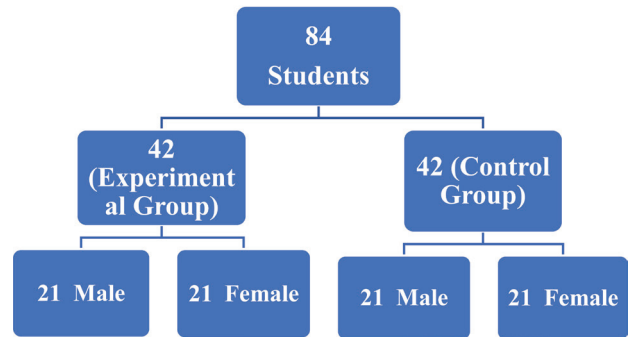 84
Students
42
(Experiment
al Group)
42 (Control
Group)
21 Male
21 Female
21 Male
21 Female